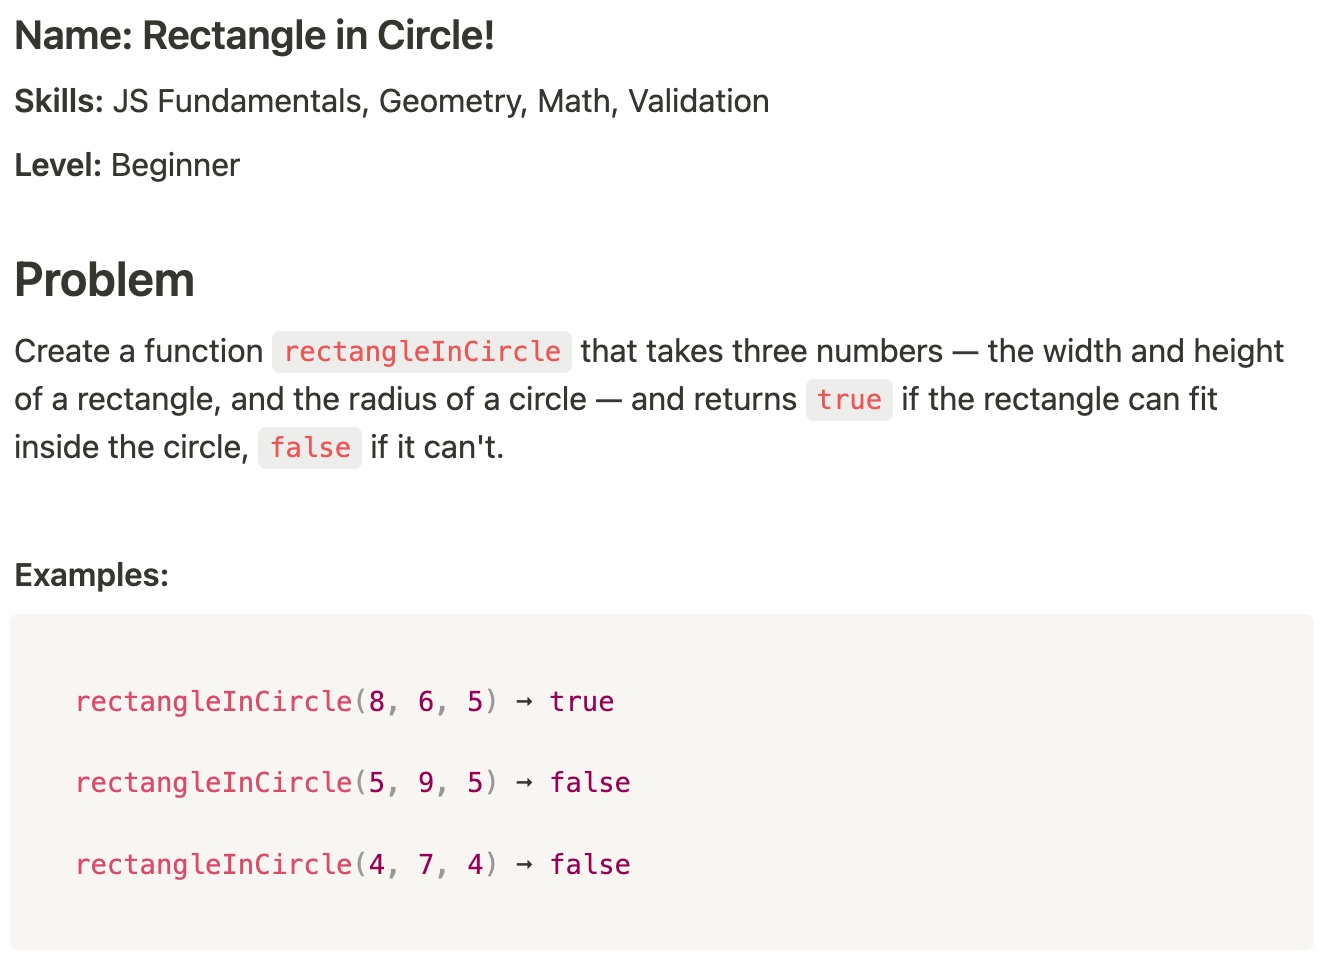 Name: Rectangle in Circle!
Skills: JS Fundamentals, Geometry, Math, Validation
Level: Beginner
Problem
Create a function rectangleInCircle that takes three numbers — the width and height
of a rectangle, and the radius of a circle — and returns true if the rectangle can fit
inside the circle, false if it can't.
Examples:
rectangleInCircle(8, 6, 5) → true
rectangleInCircle(5, 9, 5) → false
rectangleInCircle(4, 7, 4) → false